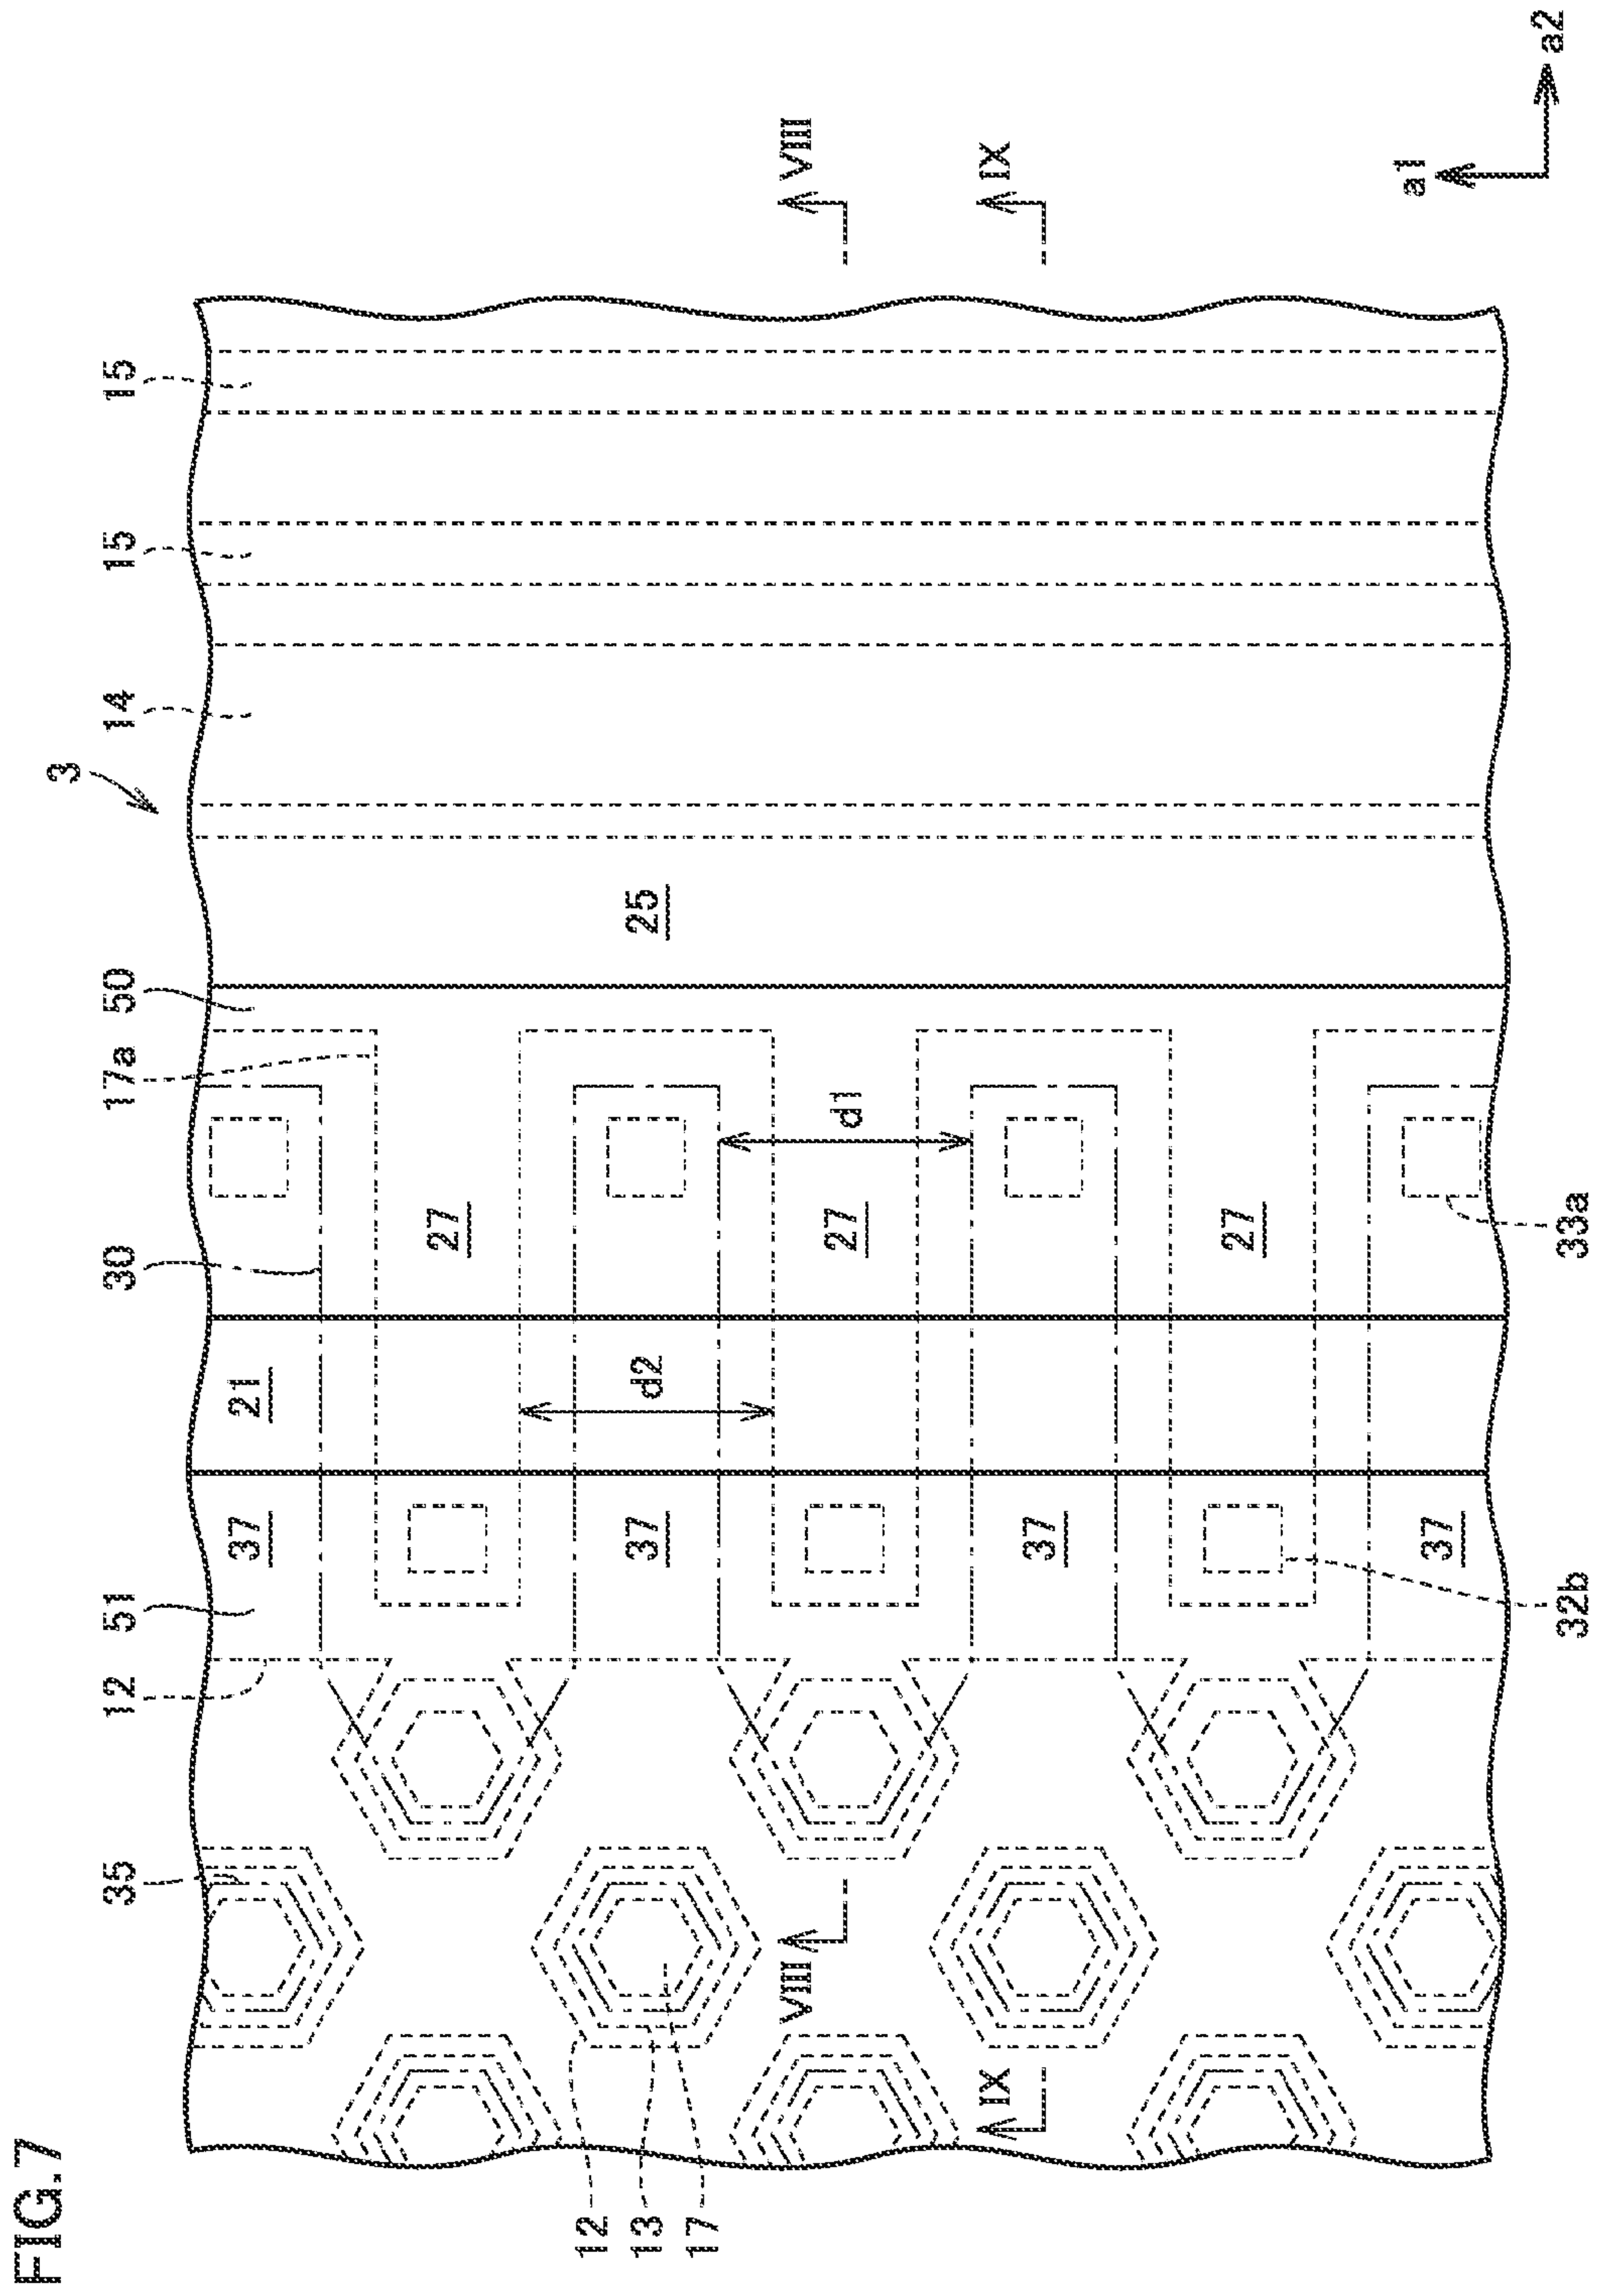 FIG.7
3
35 12 51 30 17a 50 14 15 15
37 21
27
12
13 37 d2 25
17
VIII VIII
27 d1
IX IX
37
27
37 a1
32b 33a a2